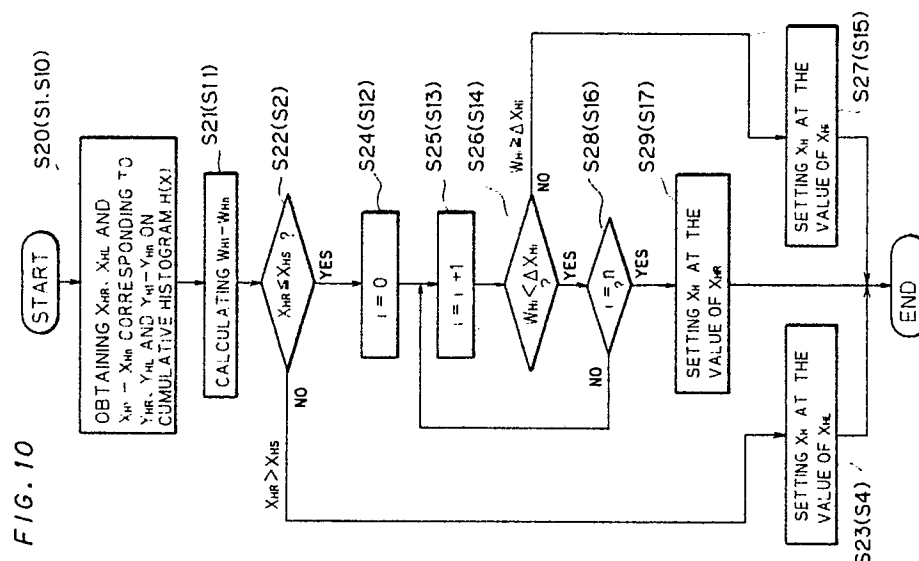 FIG. 10
START
S20(S1.S10)
OBTAINING XHR, XHL AND
XH1 - XHn CORRESPONDING TO
YHR, YHL AND YH1-YHn ON
CUMULATIVE HISTOGRAM H(X)
S21(S11)
CALCULATING WH1-WHn
S22(S2)
XHR ≤ XHS
?
XHR > XHS
NO
YES
S24(S12)
i = 0
S25(S13)
i = i + 1
S26(S14)
WHi < ΔXHi
?
NO
WHi ≥ ΔXHi
YES
S28(S16)
i = n
?
NO
YES
S29(S17)
SETTING XH AT THE
VALUE OF XHR
S27(S15)
SETTING XH AT THE
VALUE OF XHi
SETTING XH AT THE
VALUE OF XHL
S23(S4)
END